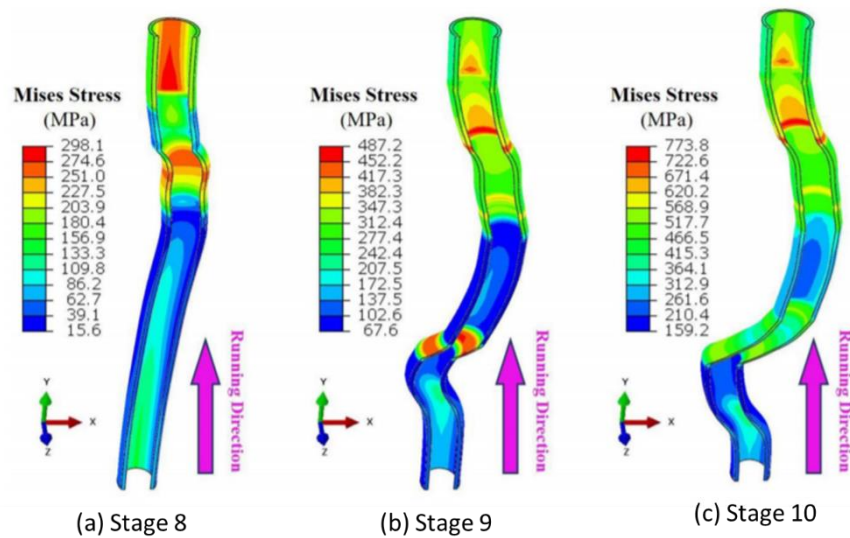 Mises Stress
(MPa)
298.1
274.6
251.0
227.5
203.9
180.4
156.9
133.3
109.8
86.2
62.7
39.1
15.6
Running Direction
Y
X
Z
(a) Stage 8
Mises Stress
(MPa)
487.2
452.2
417.3
382.3
347.3
312.4
277.4
242.4
207.5
172.5
137.5
102.6
67.6
Running Direction
Y
X
Z
(b) Stage 9
Mises Stress
(MPa)
773.8
722.6
671.4
620.2
568.9
517.7
466.5
415.3
364.1
312.9
261.6
210.4
159.2
Running Direction
Y
X
Z
(c) Stage 10